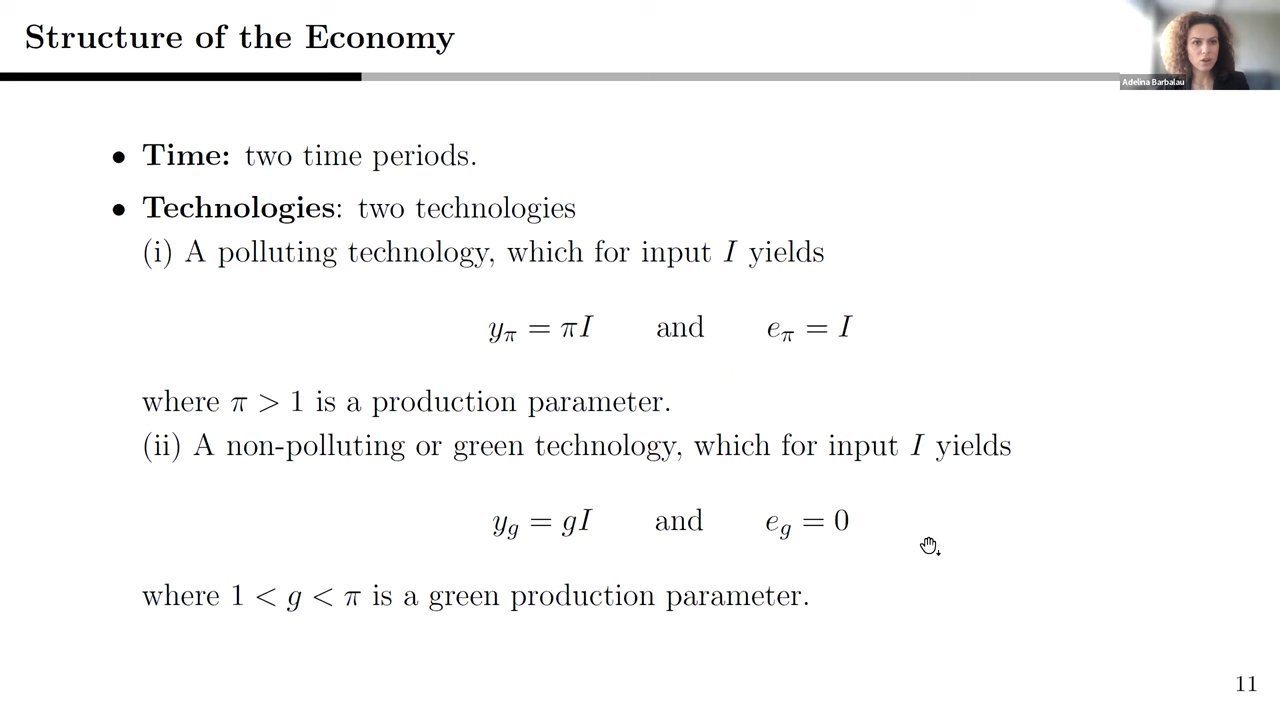 Structure of the Economy
Adelina Barbalau
• Time: two time periods.
• Technologies: two technologies
(i) A polluting technology, which for input I yields
y_π = πI and e_π = I
where π > 1 is a production parameter.
(ii) A non-polluting or green technology, which for input I yields
y_g = gI and e_g = 0
where 1 < g < π is a green production parameter.
11